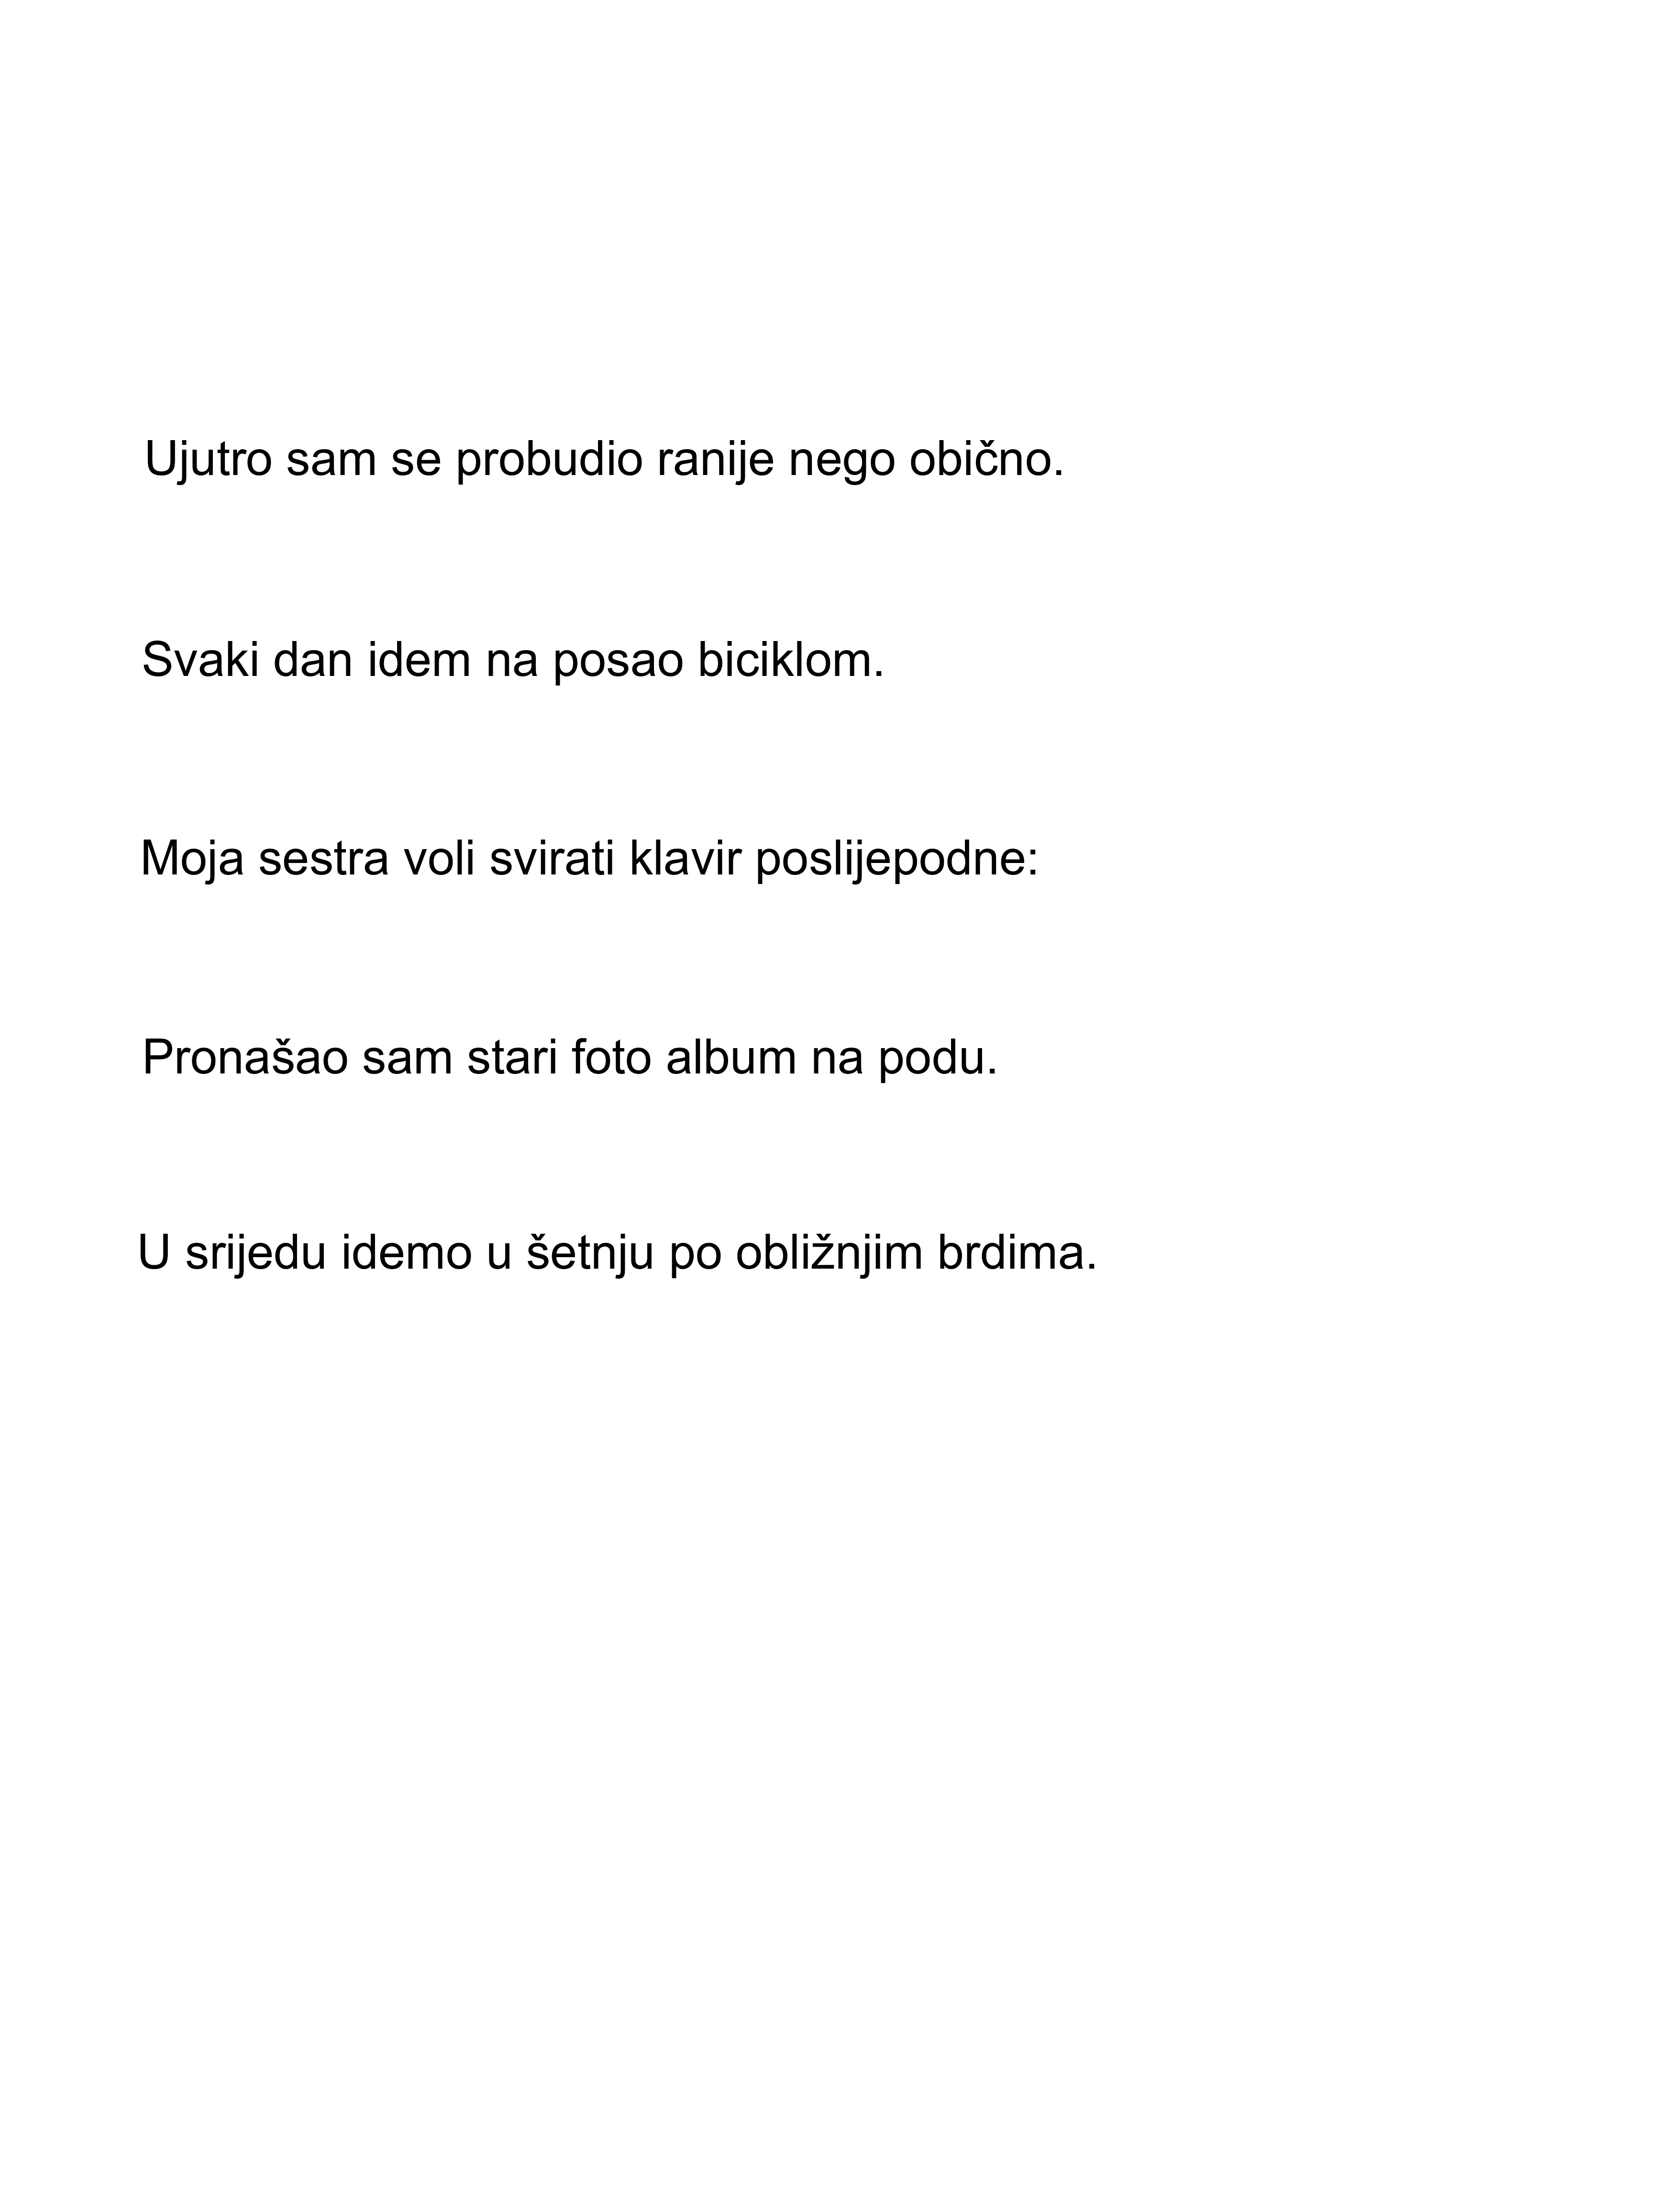 Ujutro sam se probudio ranije nego obično.
Svaki dan idem na posao biciklom.
Moja sestra voli svirati klavir poslijepodne:
Pronašao sam stari foto album na podu.
U srijedu idemo u šetnju po obližnjim brdima.